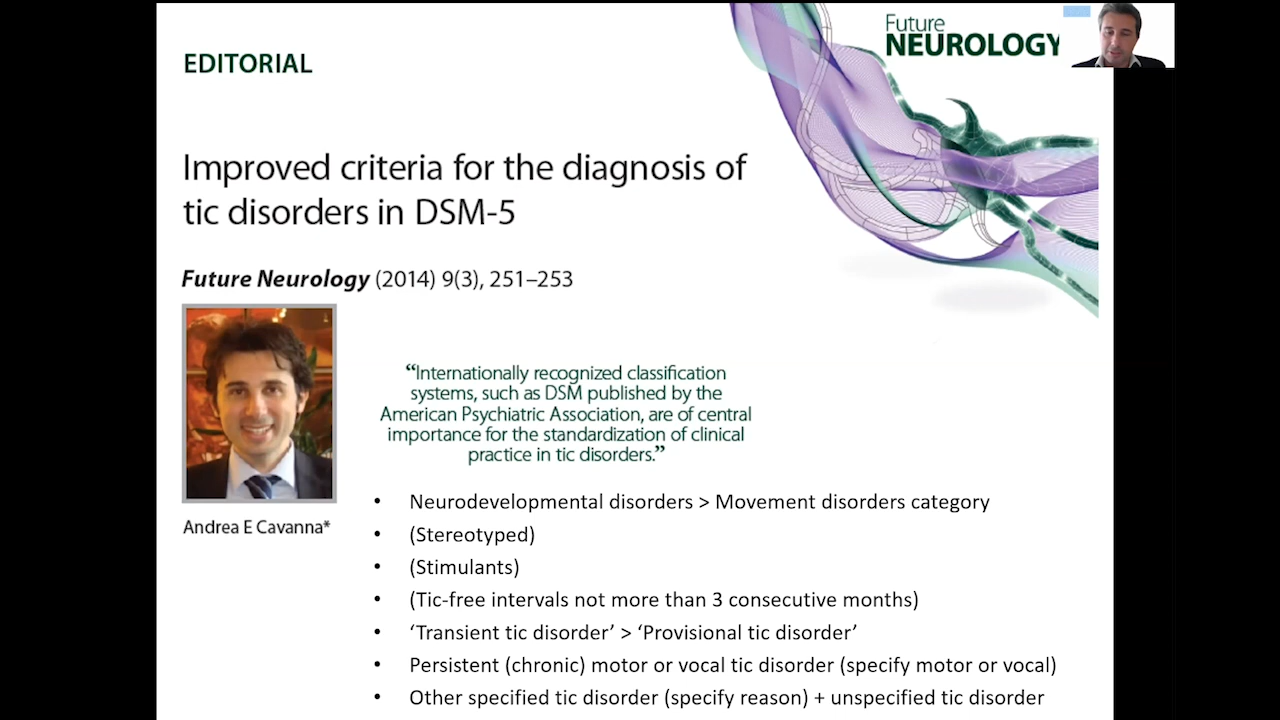 Future
NEUROLOGY
EDITORIAL
Improved criteria for the diagnosis of
tic disorders in DSM-5
Future Neurology (2014) 9(3), 251–253
“Internationally recognized classification
systems, such as DSM published by the
American Psychiatric Association, are of central
importance for the standardization of clinical
practice in tic disorders.”
Andrea E Cavanna*
• Neurodevelopmental disorders > Movement disorders category
• (Stereotyped)
• (Stimulants)
• (Tic-free intervals not more than 3 consecutive months)
• ‘Transient tic disorder’ > ‘Provisional tic disorder’
• Persistent (chronic) motor or vocal tic disorder (specify motor or vocal)
• Other specified tic disorder (specify reason) + unspecified tic disorder